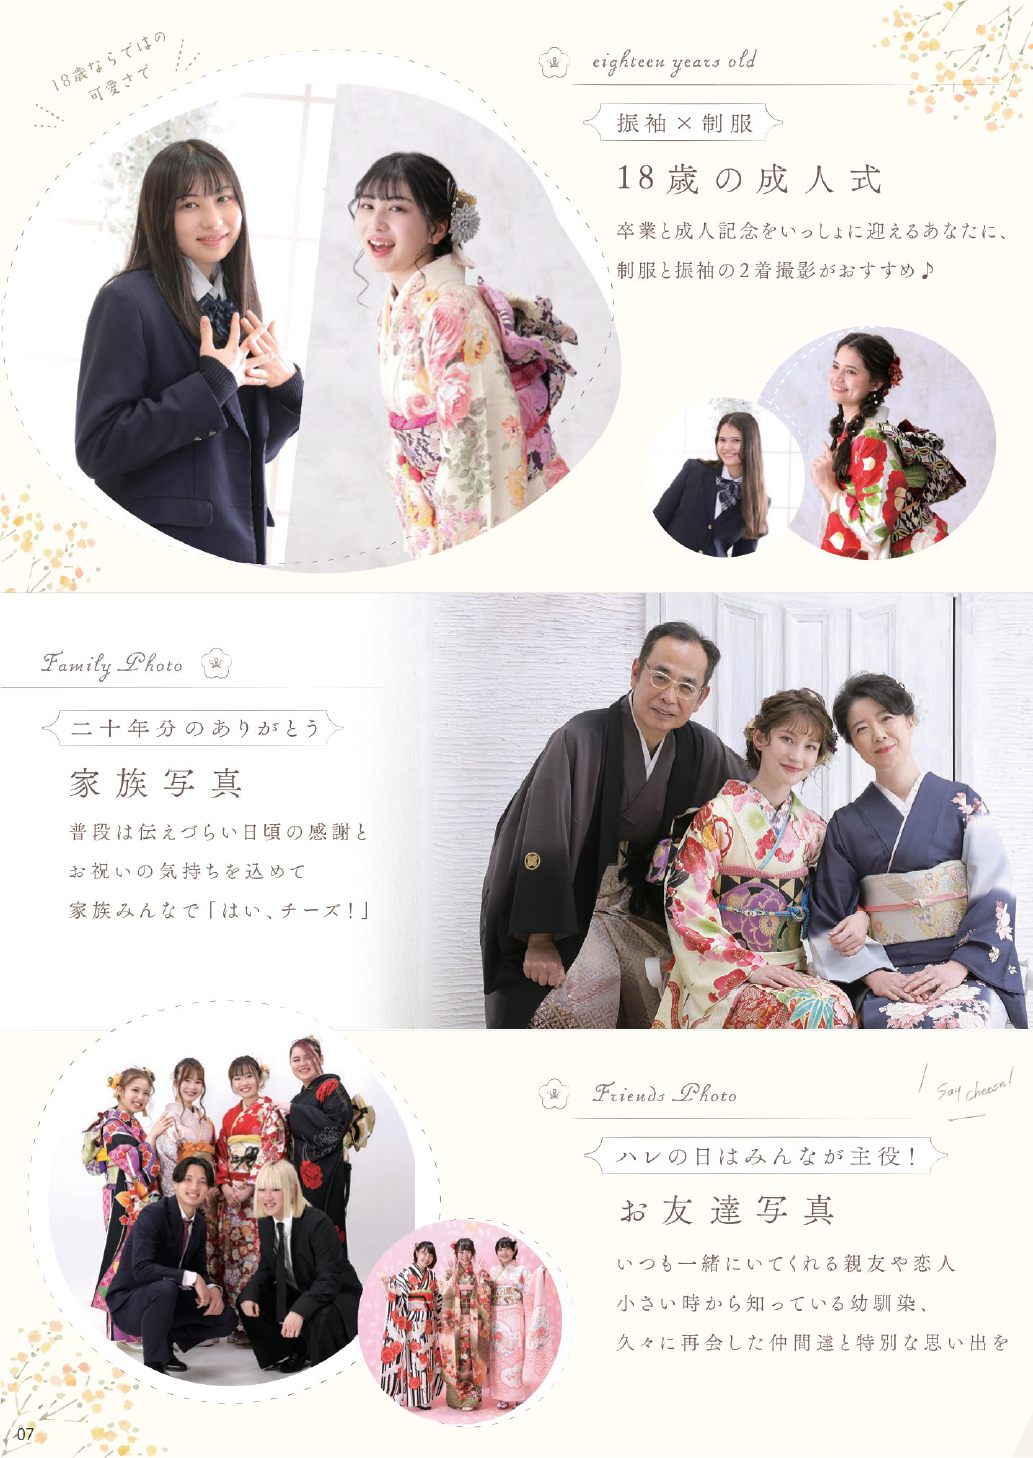 18歳ならではの
可愛さで
eighteen years old
振袖×制服
18歳の成人式
卒業と成人記念をいっしょに迎えるあなたに、
制服と振袖の2着撮影がおすすめ♪
Family Photo
二十年分のありがとう
家族写真
普段は伝えづらい日頃の感謝と
お祝いの気持ちを込めて
家族みんなで「はい、チーズ！」
Friends Photo
Say cheese!
ハレの日はみんなが主役！
お友達写真
いつも一緒にいてくれる親友や恋人
小さい時から知っている幼馴染、
久々に再会した仲間達と特別な思い出を
07